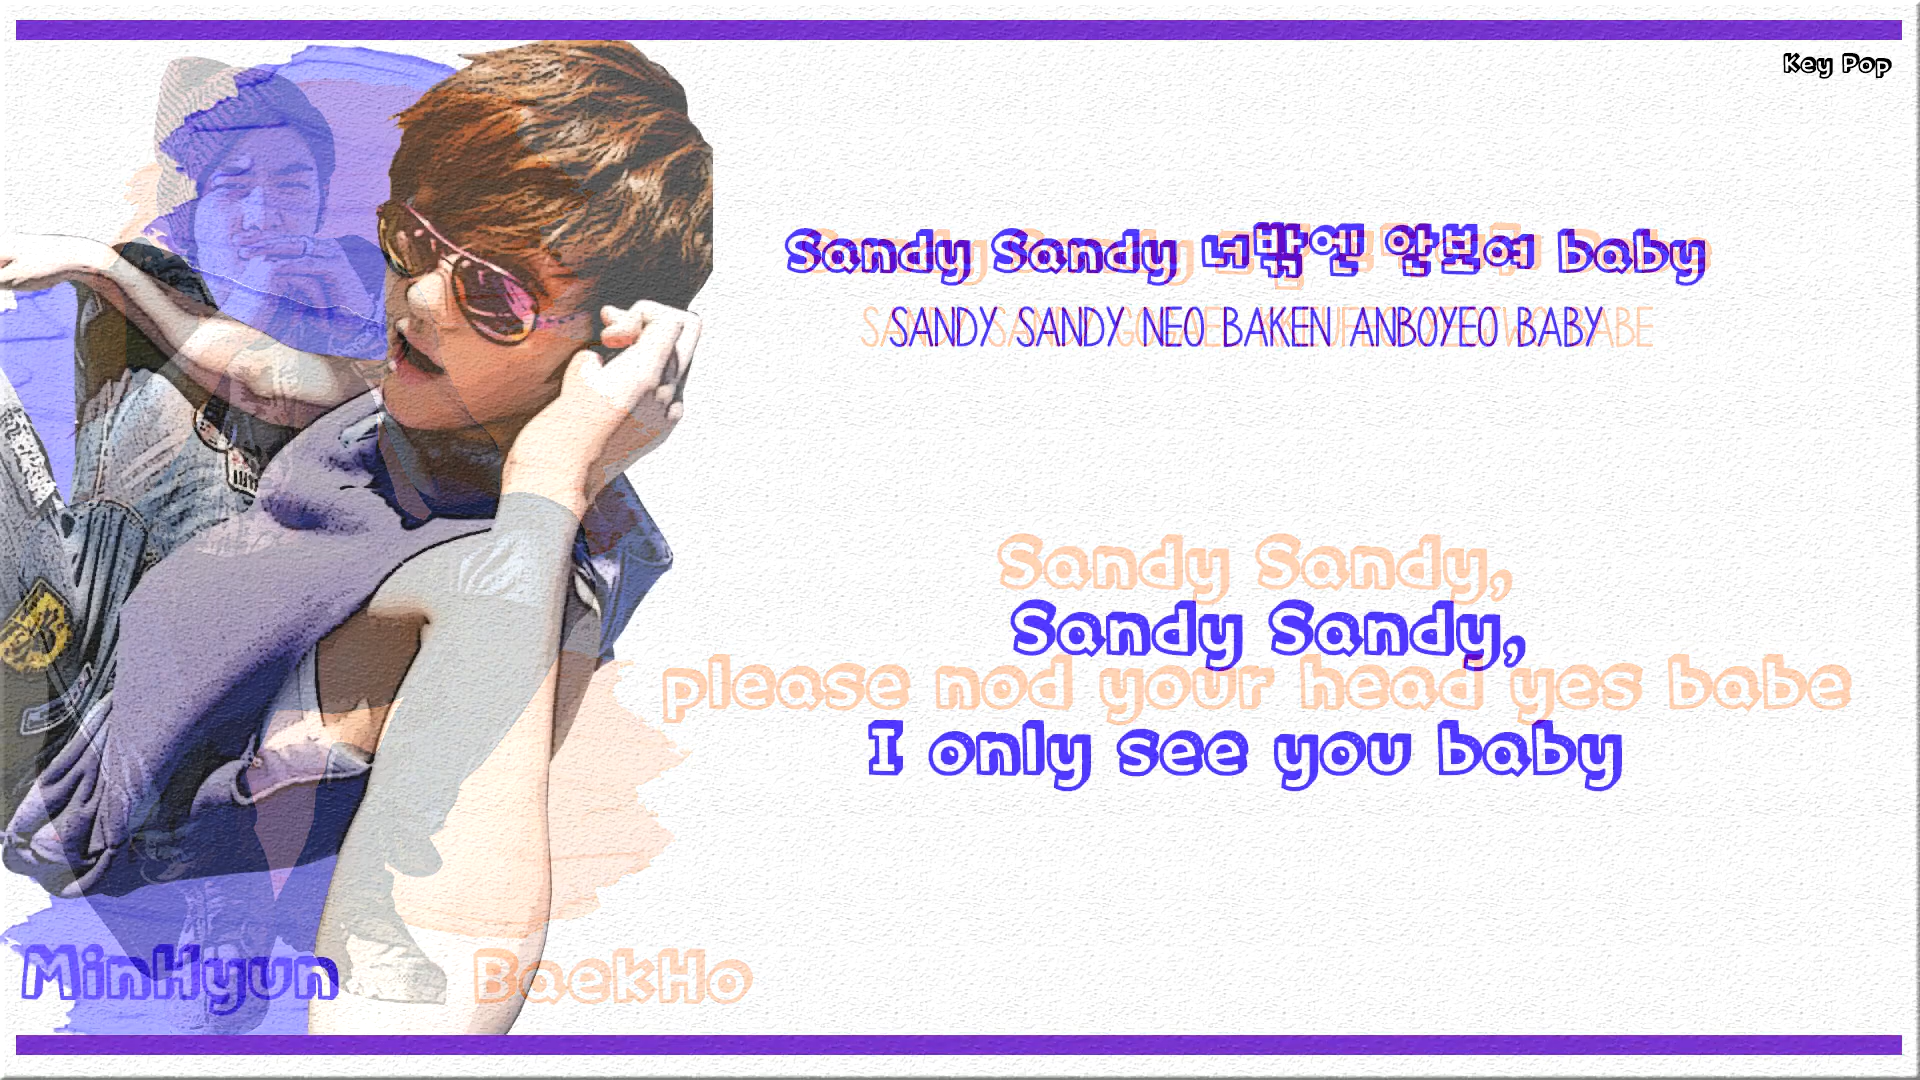 Key Pop
Sandy Sandy 너밖엔 안보여 baby
SANDY SANDY NEO BAKEN ANBOYEO BABY
Sandy Sandy,
Sandy Sandy,
please nod your head yes babe
I only see you baby
MinHyun BaekHo